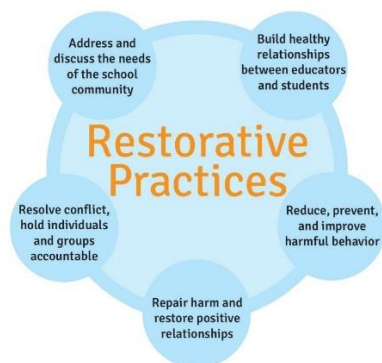 Address and
discuss the needs
of the school
community
Build healthy
relationships
between educators
and students
Restorative
Practices
Resolve conflict,
hold individuals
and groups
accountable
Reduce, prevent,
and improve
harmful behavior
Repair harm and
restore positive
relationships